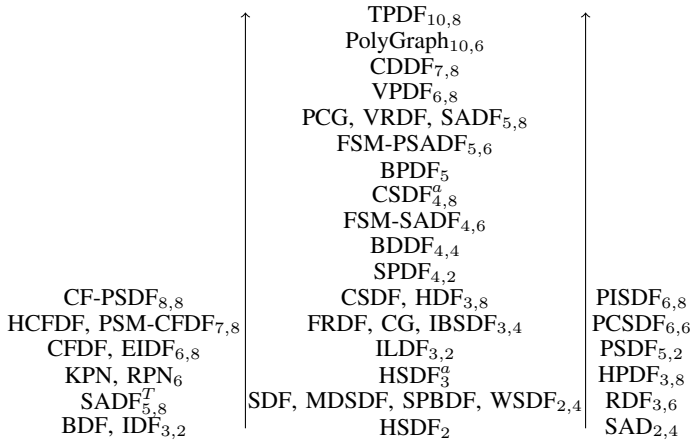 TPDF10,8
PolyGraph10,6
CDDF7,8
VPDF6,8
PCG, VRDF, SADF5,8
FSM-PSADF5,6
BPDF5
CSDFa4,8
FSM-SADF4,6
BDDF4,4
SPDF4,2
CF-PSDF8,8 CSDF, HDF3,8 PISDF6,8
HCFDF, PSM-CFDF7,8 FRDF, CG, IBSDF3,4 PCSDF6,6
CFDF, EIDF6,8 ILDF3,2 PSDF5,2
KPN, RPN6 HSDFa3 HPDF3,8
SADFT5,8 SDF, MDSDF, SPBDF, WSDF2,4 RDF3,6
BDF, IDF3,2 HSDF2 SAD2,4